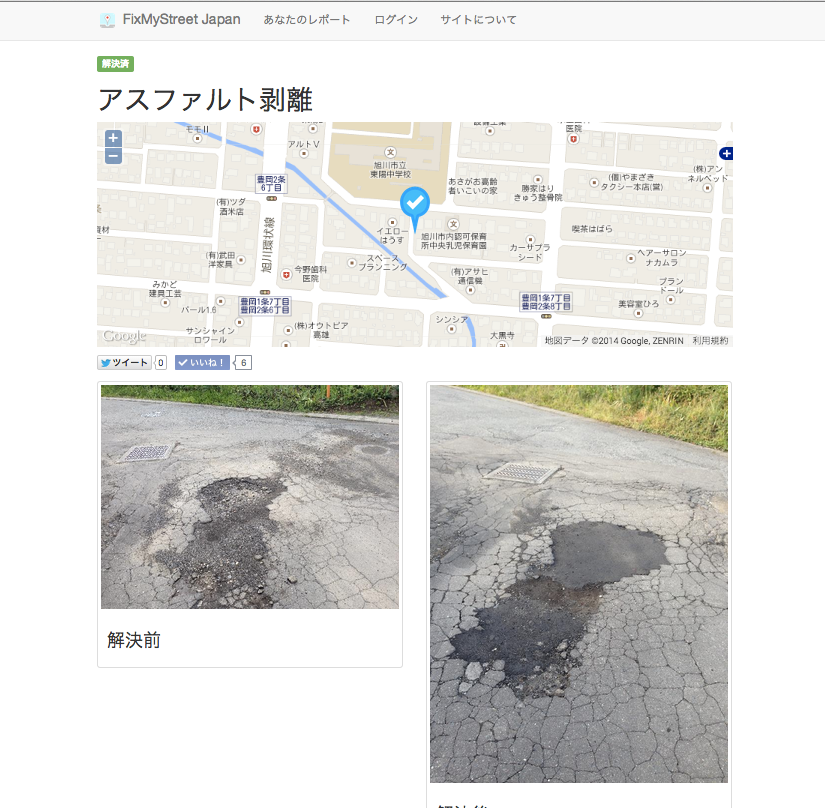 FixMyStreet Japan あなたのレポート ログイン サイトについて
解決済
アスファルト剥離
+
−
モモⅡ
アルトⅤ
旭川市立
東陽中学校
医院
(株)アン
ネルベッド
豊岡2条
6丁目
あさがお高齢
者いこいの家
勝家はり
きゅう整骨院
(個)やまざき
タクシー本店(営)
(有)ツダ
酒米店
旭川環状線
イエロー
はうす
旭川市内認可保育
所中央乳児保育園
喫茶はばら
カーサプラ
シード
ヘアーサロン
ナカムラ
(有)武田
洋家具
今野歯科
医院
スペース
プランニング
(有)アサヒ
通信機
プラン
ドール
みかど
建具工芸
パール1.6
豊岡1条7丁目
豊岡2条6丁目
豊岡1条7丁目
豊岡2条8丁目
美容室ひろ
サンシャイン
ロワール
(株)オウトピア
高雄
シンシア
大黒寺
Google
地図データ ©2014 Google, ZENRIN 利用規約
ツイート 0 いいね！ 6
解決前